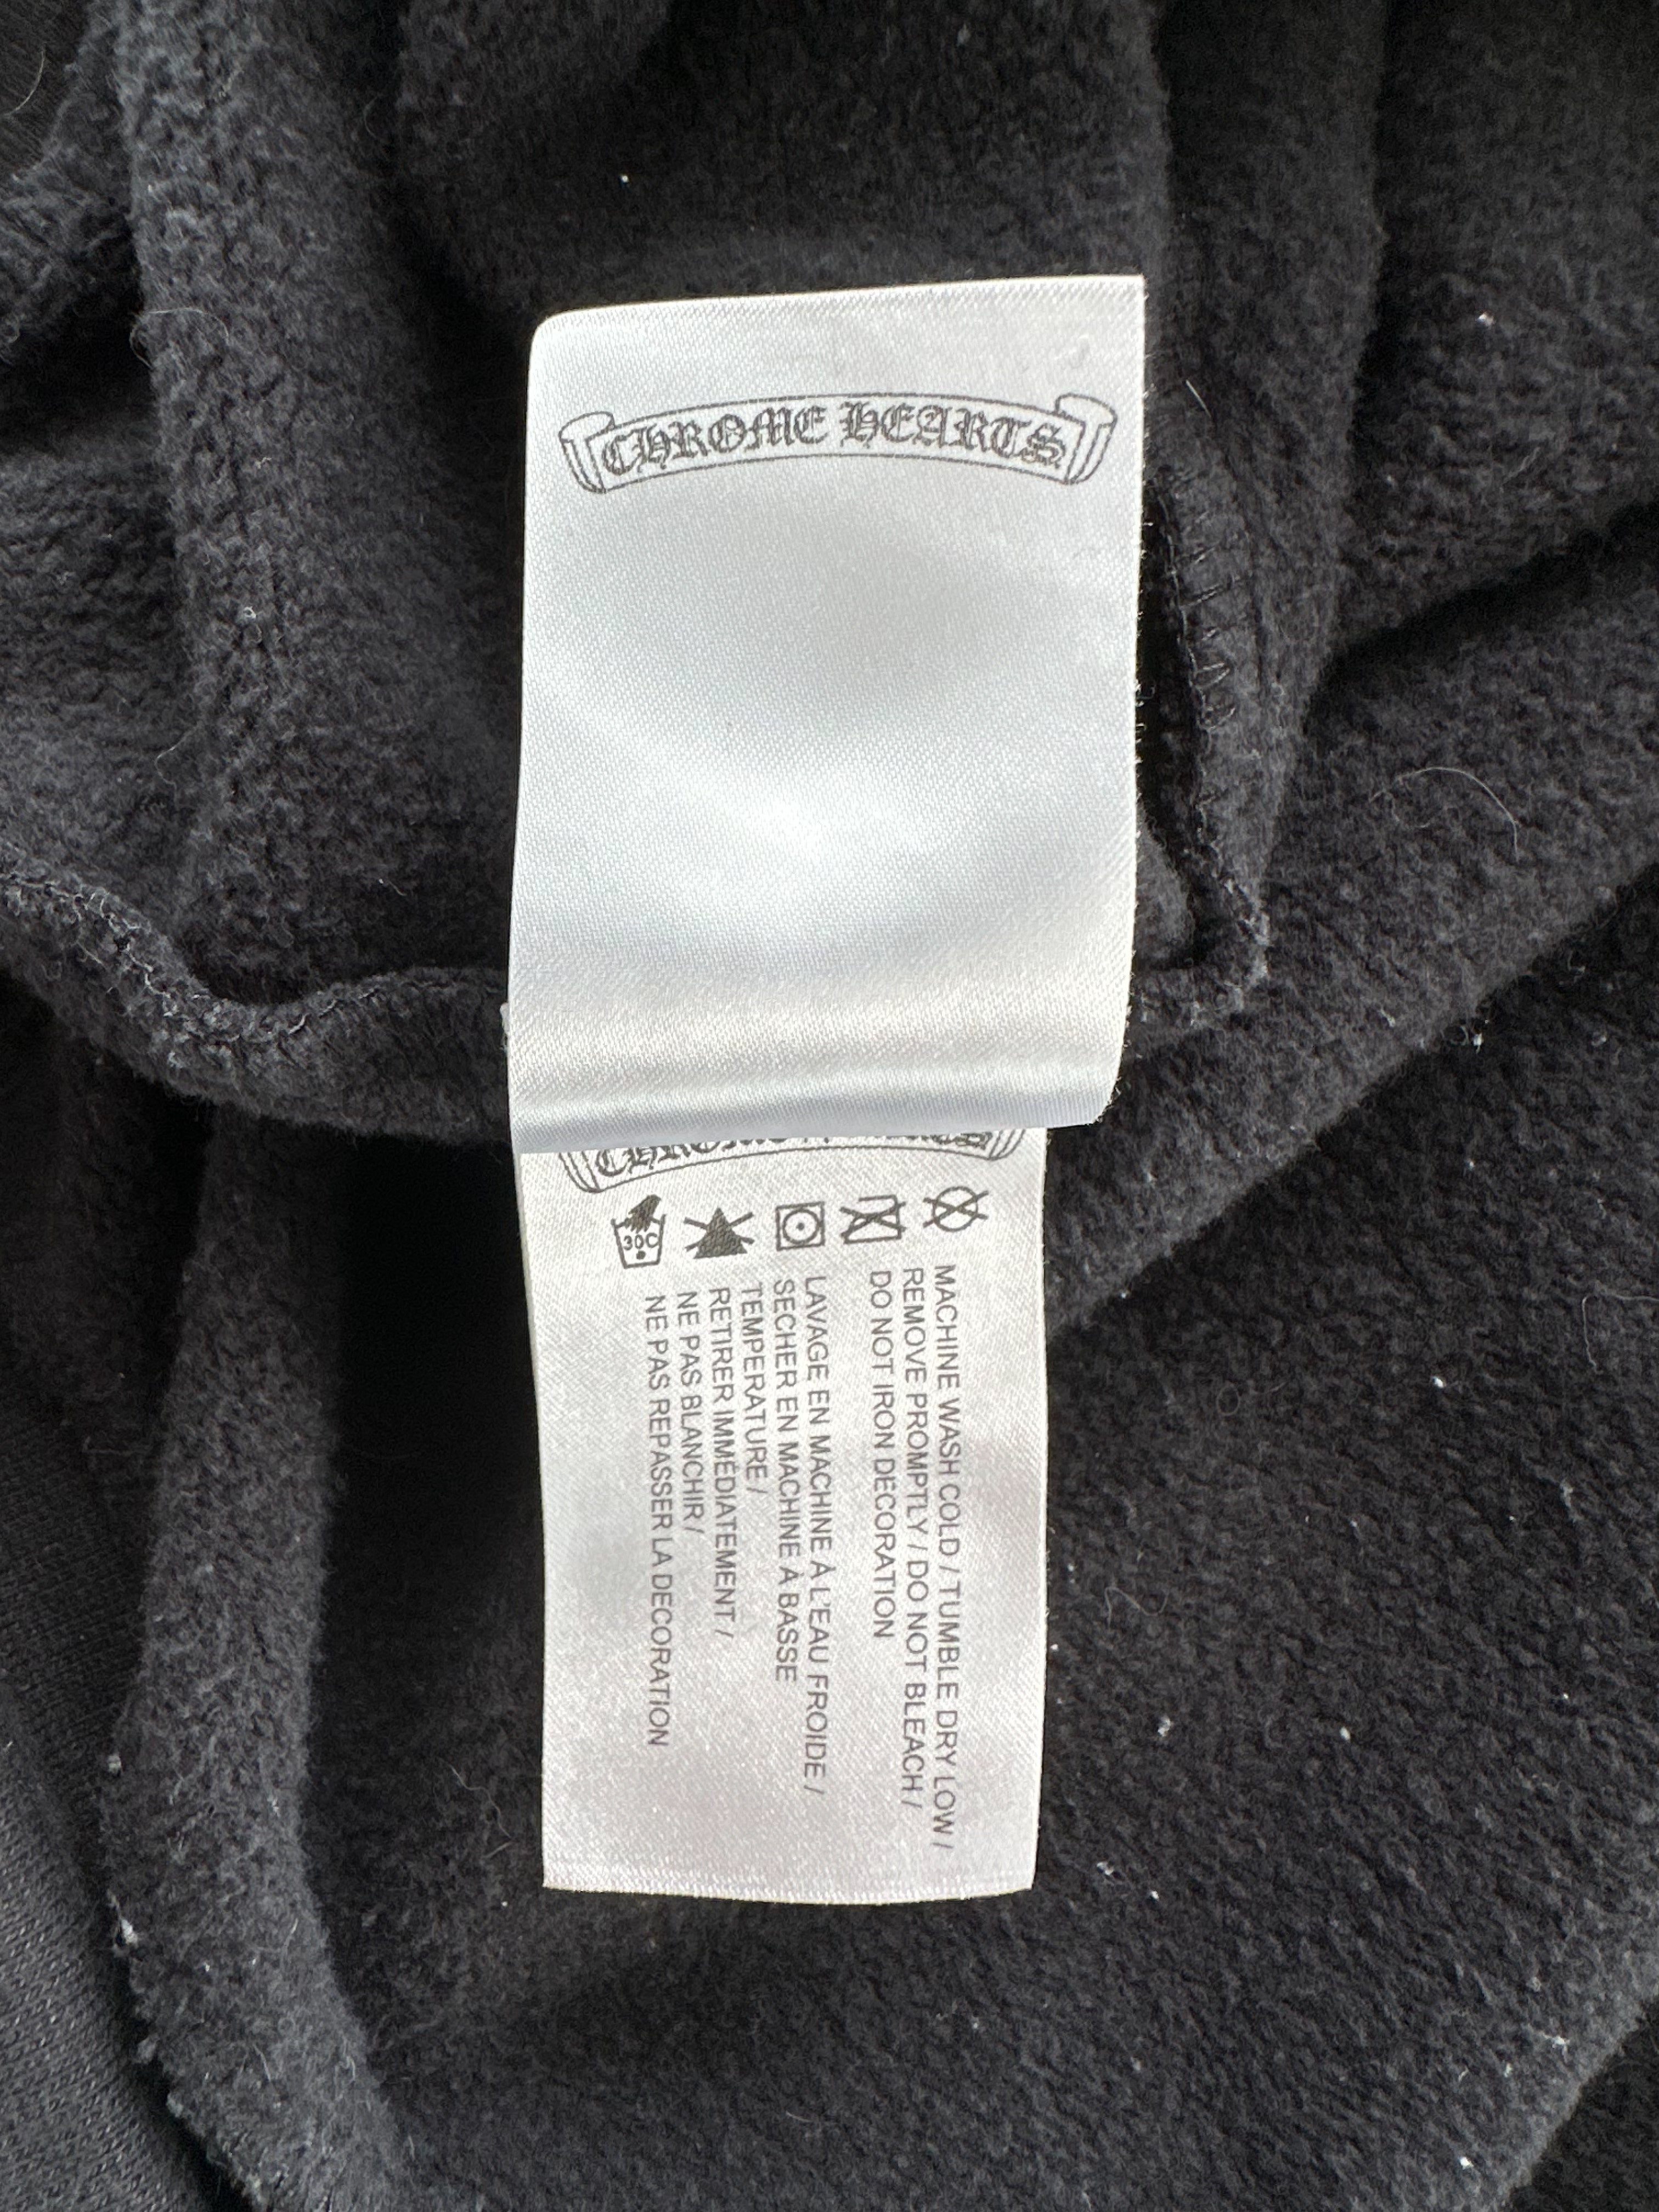 CHROME HEARTS
CHROME HEARTS
30C
MACHINE WASH COLD / TUMBLE DRY LOW /
REMOVE PROMPTLY / DO NOT BLEACH /
DO NOT IRON DECORATION
LAVAGE EN MACHINE À L'EAU FROIDE /
SECHER EN MACHINE À BASSE
TEMPERATURE /
RETIRER IMMÉDIATEMENT /
NE PAS BLANCHIR /
NE PAS REPASSER LA DECORATION